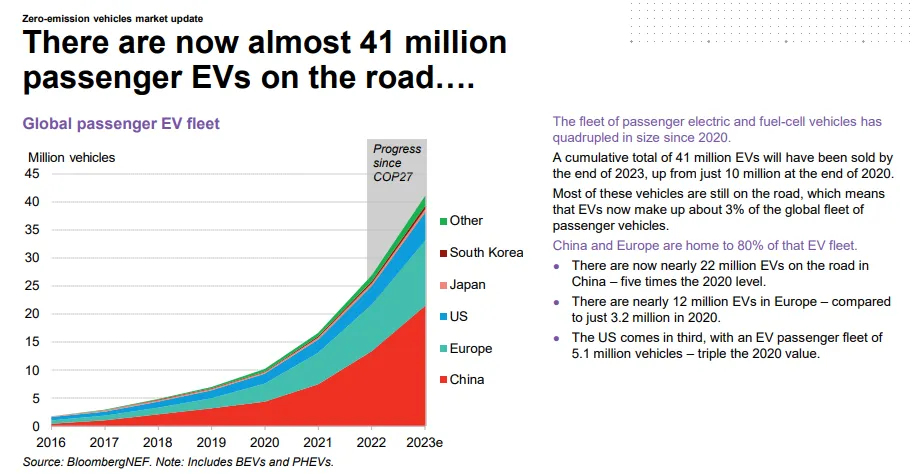 Zero-emission vehicles market update
There are now almost 41 million
passenger EVs on the road….
Global passenger EV fleet
Million vehicles
Progress
since
COP27
45
40
35
30
25
20
15
10
5
0
2016 2017 2018 2019 2020 2021 2022 2023e
Other
South Korea
Japan
US
Europe
China
Source: BloombergNEF. Note: Includes BEVs and PHEVs.
The fleet of passenger electric and fuel-cell vehicles has
quadrupled in size since 2020.
A cumulative total of 41 million EVs will have been sold by
the end of 2023, up from just 10 million at the end of 2020.
Most of these vehicles are still on the road, which means
that EVs now make up about 3% of the global fleet of
passenger vehicles.
China and Europe are home to 80% of that EV fleet.
● There are now nearly 22 million EVs on the road in
China – five times the 2020 level.
● There are nearly 12 million EVs in Europe – compared
to just 3.2 million in 2020.
● The US comes in third, with an EV passenger fleet of
5.1 million vehicles – triple the 2020 value.